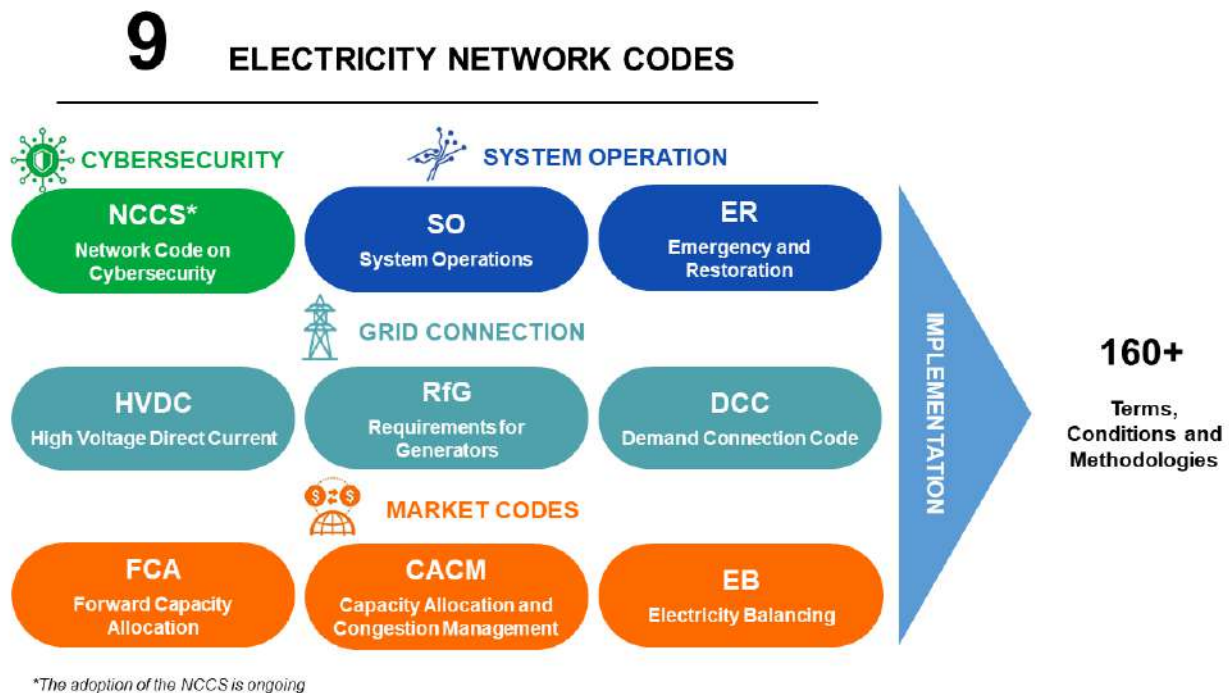 9 ELECTRICITY NETWORK CODES
CYBERSECURITY
SYSTEM OPERATION
NCCS*
Network Code on
Cybersecurity
SO
System Operations
ER
Emergency and
Restoration
GRID CONNECTION
HVDC
High Voltage Direct Current
RfG
Requirements for
Generators
DCC
Demand Connection Code
MARKET CODES
FCA
Forward Capacity
Allocation
CACM
Capacity Allocation and
Congestion Management
EB
Electricity Balancing
IMPLEMENTATION
160+
Terms,
Conditions and
Methodologies
*The adoption of the NCCS is ongoing